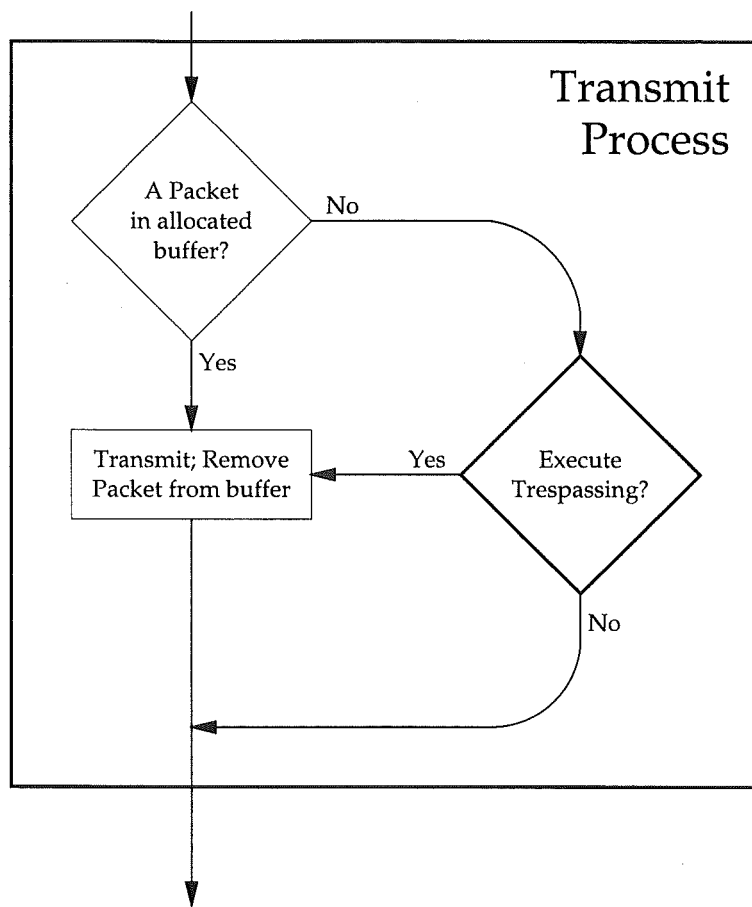 Transmit
Process
A Packet
in allocated
buffer?
No
Yes
Transmit; Remove
Packet from buffer
Yes
Execute
Trespassing?
No